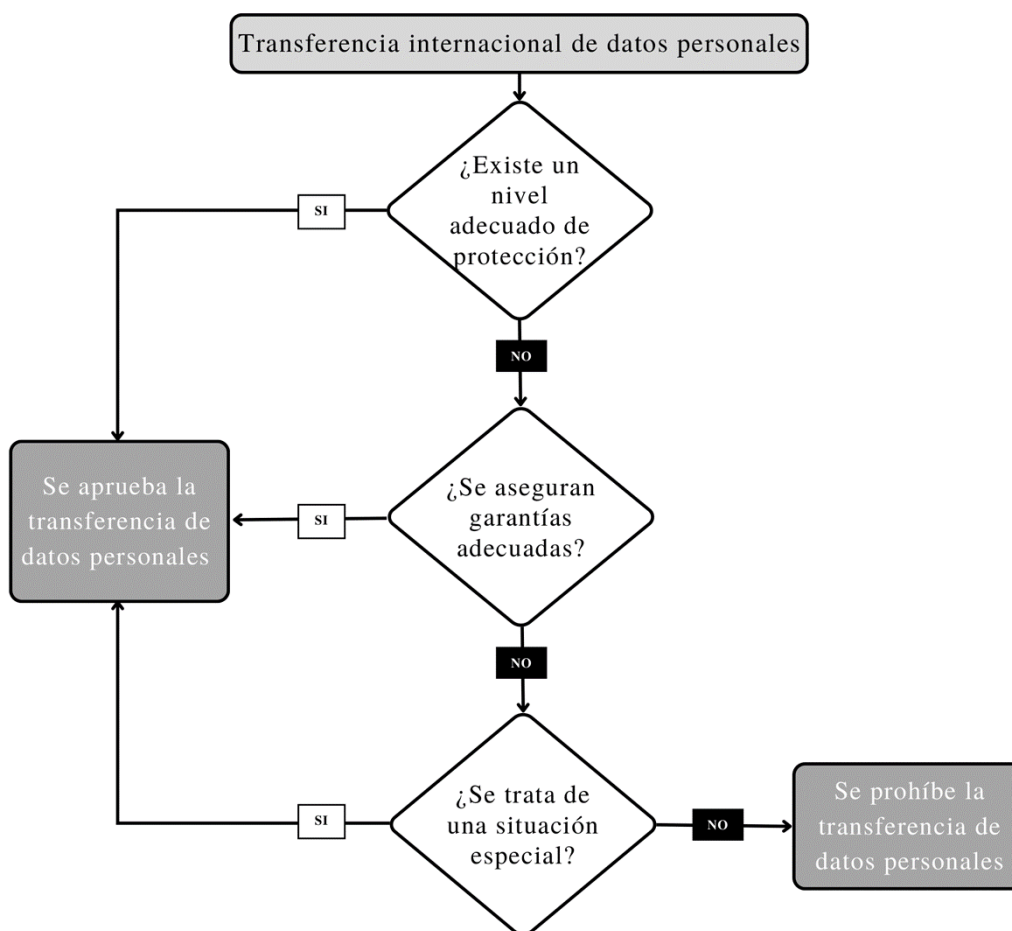 Transferencia internacional de datos personales
¿Existe un
nivel
adecuado de
protección?
SI
NO
Se aprueba la
transferencia de
datos personales
SI
¿Se aseguran
garantías
adecuadas?
NO
SI
¿Se trata de
una situación
especial?
NO
Se prohíbe la
transferencia de
datos personales